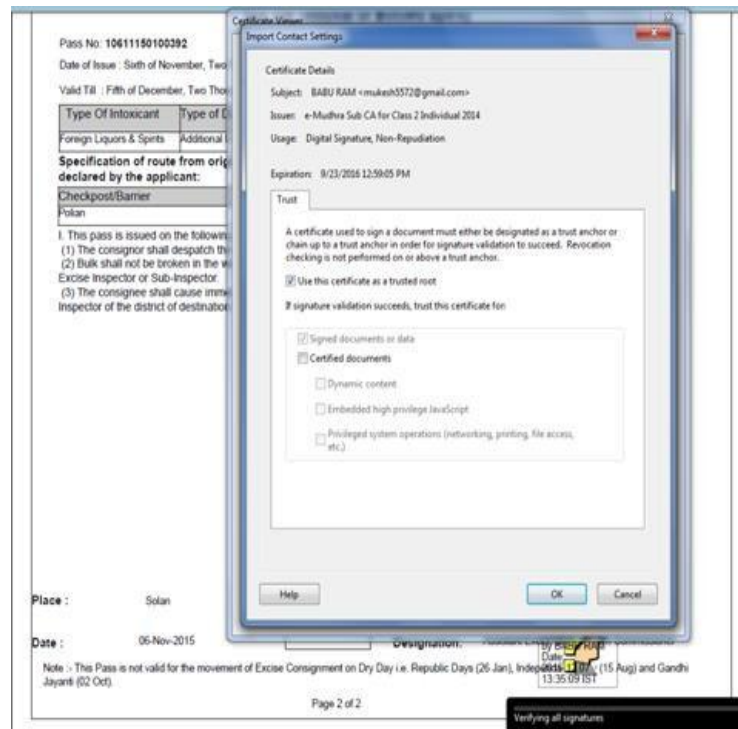 Certificate Viewer
Import Contact Settings
Pass No: 10611150100392
Date of Issue : Sixth of November, Two
Valid Till : Fifth of December, Two Tho
Type Of Intoxicant Type of D
Foreign Liquors & Spirits Additional
Specification of route from orig
declared by the applicant:
Checkpost/Barrier
Polian
I. This pass is issued on the followin
(1) The consignor shall despatch th
(2) Bulk shall not be broken in the w
Excise Inspector or Sub-Inspector.
(3) The consignee shall cause imme
Inspector of the district of destination
Certificate Details
Subject: BABU RAM <mukesh5572@gmail.com>
Issuer: e-Mudhra Sub CA for Class 2 Individual 2014
Usage: Digital Signature, Non-Repudiation
Expiration: 9/23/2016 12:59:05 PM
Trust
A certificate used to sign a document must either be designated as a trust anchor or
chain up to a trust anchor in order for signature validation to succeed. Revocation
checking is not performed on or above a trust anchor.
Use this certificate as a trusted root
If signature validation succeeds, trust this certificate for:
Signed documents or data
Certified documents
Dynamic content
Embedded high privilege JavaScript
Privileged system operations (networking, printing, file access,
etc.)
Help OK Cancel
Place : Solan
Date : 06-Nov-2015 Designation:
Date:
13:35:09 IST
Note :- This Pass is not valid for the movement of Excise Consignment on Dry Day i.e. Republic Days (26 Jan), (15 Aug) and Gandhi
Jayanti (02 Oct).
Page 2 of 2
Verifying all signatures